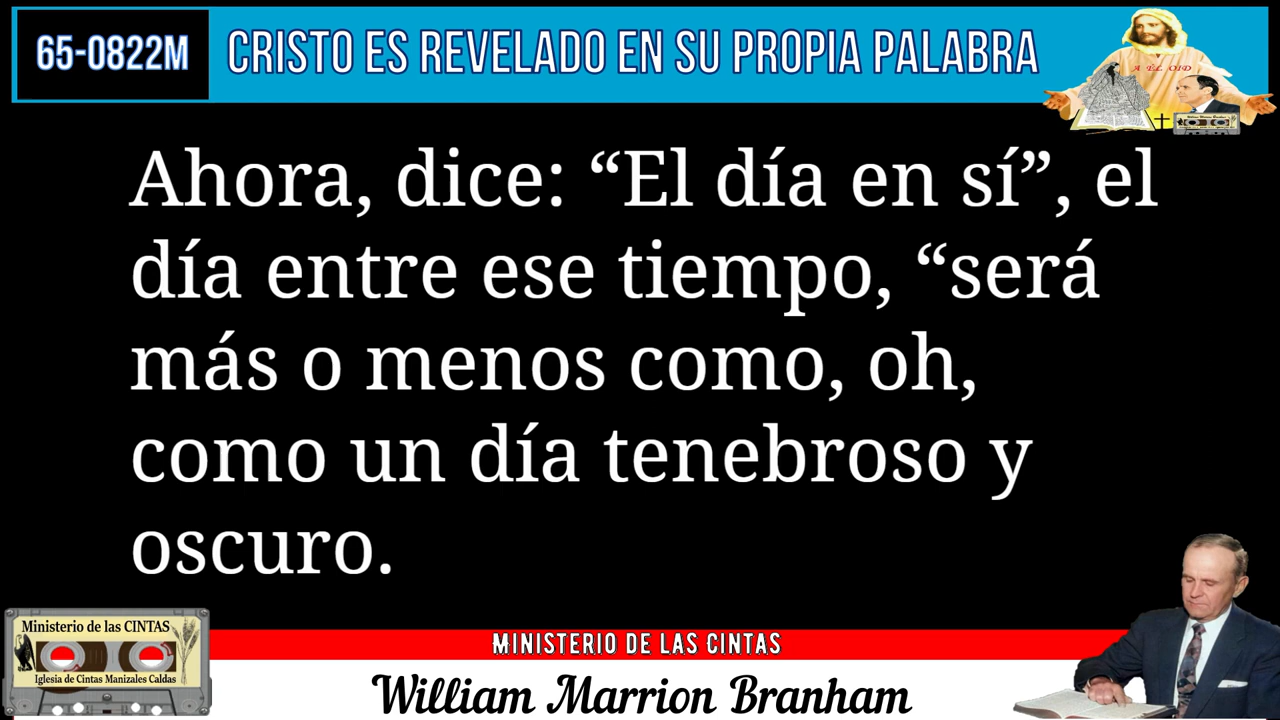 65-0822M
CRISTO ES REVELADO EN SU PROPIA PALABRA
A ÉL OID
Ahora, dice: “El día en sí”, el
día entre ese tiempo, “será
más o menos como, oh,
como un día tenebroso y
oscuro.
Ministerio de las CINTAS
Iglesia de Cintas Manizales Caldas
MINISTERIO DE LAS CINTAS
William Marrion Branham